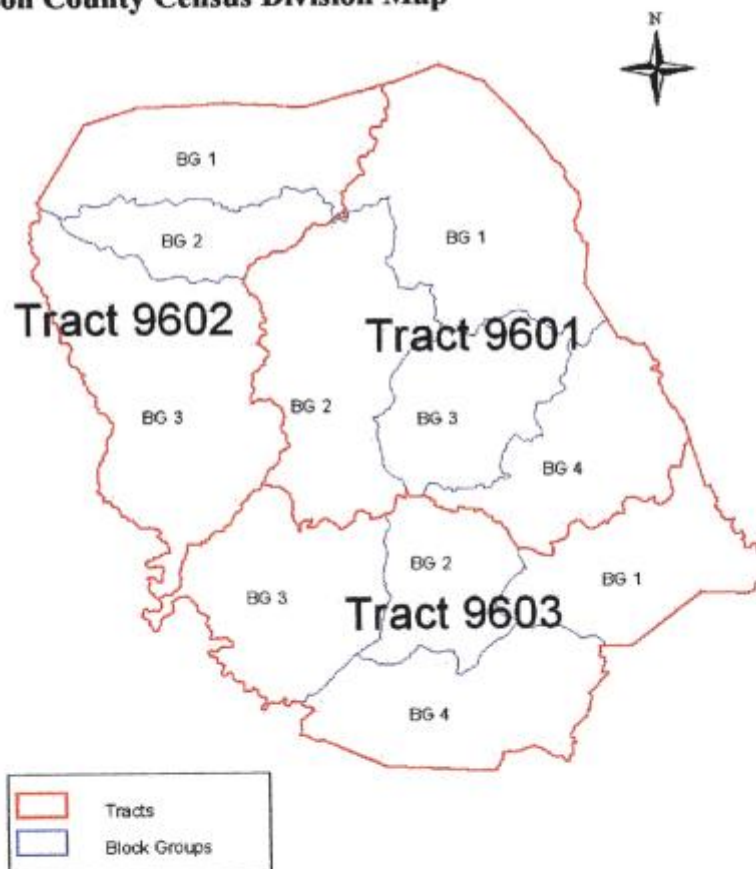 on County Census Division Map
N
BG 1
BG 2
BG 1
Tract 9602
Tract 9601
BG 3
BG 2
BG 3
BG 4
BG 2
BG 1
BG 3
Tract 9603
BG 4
Tracts
Block Groups